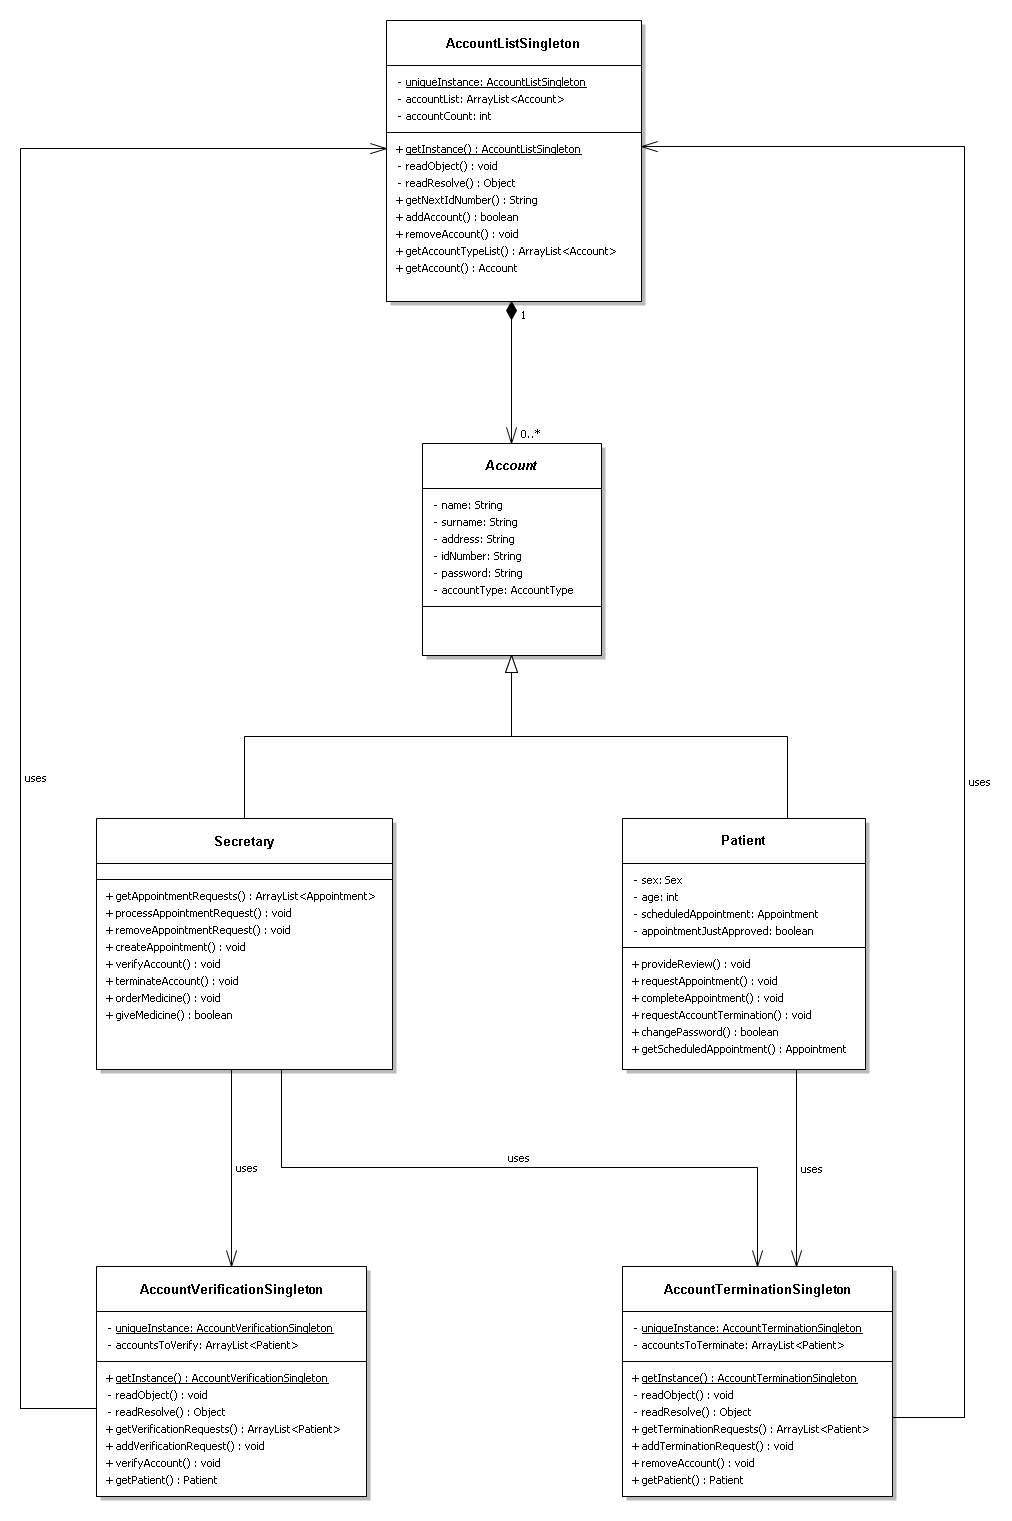 AccountListSingleton
- uniqueInstance: AccountListSingleton
- accountList: ArrayList<Account>
- accountCount: int
+ getInstance() : AccountListSingleton
- readObject() : void
- readResolve() : Object
+ getNextIdNumber() : String
+ addAccount() : boolean
+ removeAccount() : void
+ getAccountTypeList() : ArrayList<Account>
+ getAccount() : Account
1
0..*
Account
- name: String
- surname: String
- address: String
- idNumber: String
- password: String
- accountType: AccountType
uses
uses
Secretary
+ getAppointmentRequests() : ArrayList<Appointment>
+ processAppointmentRequest() : void
+ removeAppointmentRequest() : void
+ createAppointment() : void
+ verifyAccount() : void
+ terminateAccount() : void
+ orderMedicine() : void
+ giveMedicine() : boolean
Patient
- sex: Sex
- age: int
- scheduledAppointment: Appointment
- appointmentJustApproved: boolean
+ provideReview() : void
+ requestAppointment() : void
+ completeAppointment() : void
+ requestAccountTermination() : void
+ changePassword() : boolean
+ getScheduledAppointment() : Appointment
uses
uses
uses
AccountVerificationSingleton
- uniqueInstance: AccountVerificationSingleton
- accountsToVerify: ArrayList<Patient>
+ getInstance() : AccountVerificationSingleton
- readObject() : void
- readResolve() : Object
+ getVerificationRequests() : ArrayList<Patient>
+ addVerificationRequest() : void
+ verifyAccount() : void
+ getPatient() : Patient
AccountTerminationSingleton
- uniqueInstance: AccountTerminationSingleton
- accountsToTerminate: ArrayList<Patient>
+ getInstance() : AccountTerminationSingleton
- readObject() : void
- readResolve() : Object
+ getTerminationRequests() : ArrayList<Patient>
+ addTerminationRequest() : void
+ removeAccount() : void
+ getPatient() : Patient